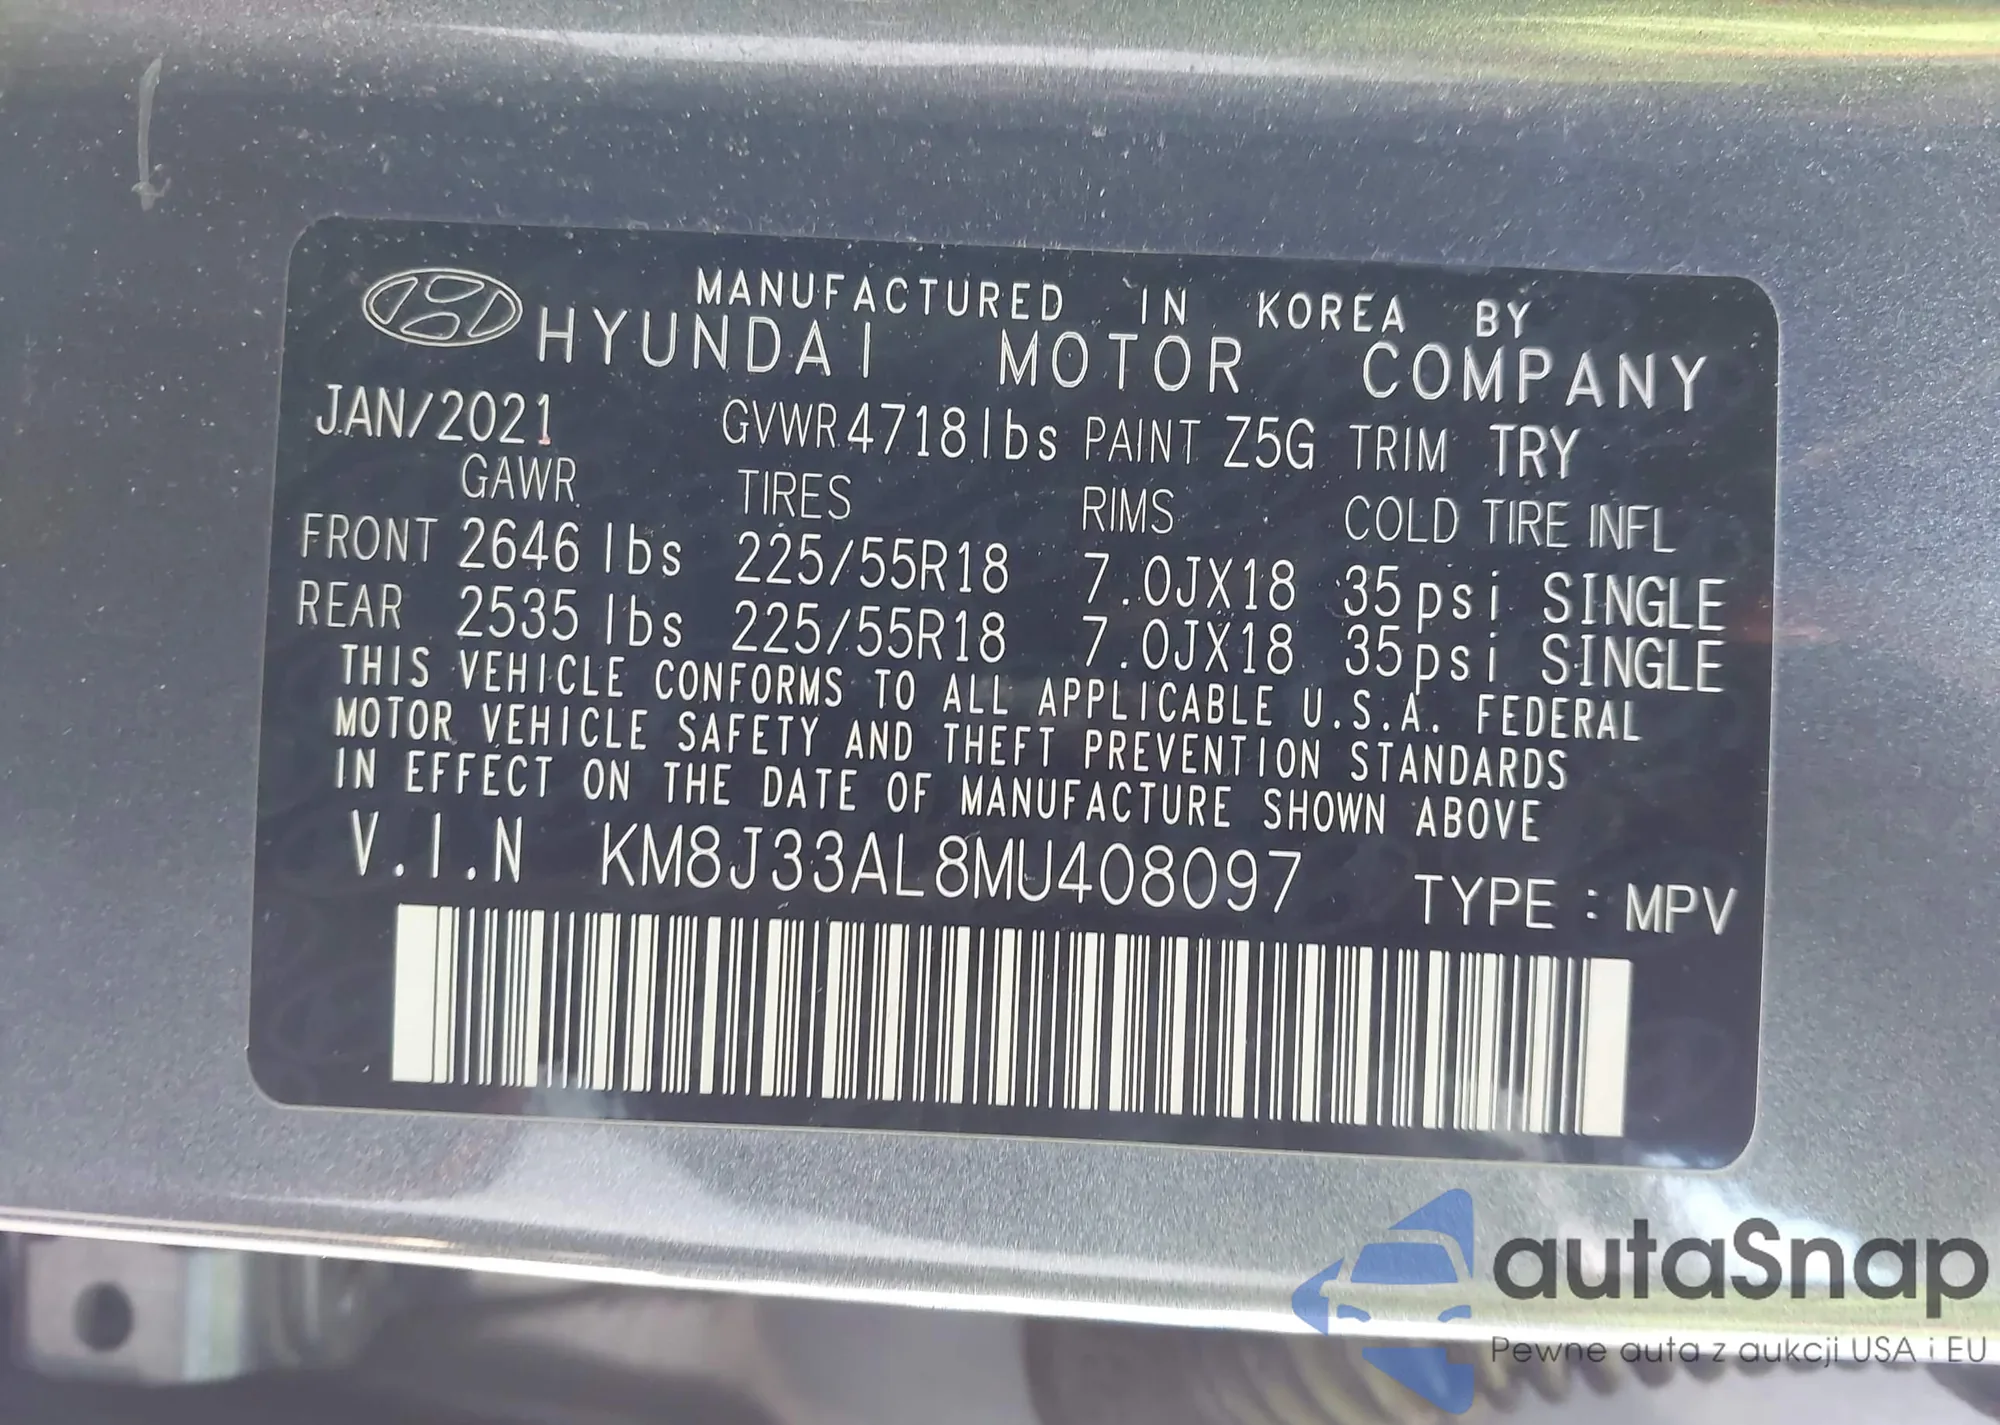 MANUFACTURED IN KOREA BY
HYUNDAI MOTOR COMPANY
JAN/2021 GVWR 4718lbs PAINT Z5G TRIM TRY
GAWR TIRES RIMS COLD TIRE INFL
FRONT 2646 lbs 225/55R18 7.0JX18 35psi SINGLE
REAR 2535 lbs 225/55R18 7.0JX18 35psi SINGLE
THIS VEHICLE CONFORMS TO ALL APPLICABLE U.S.A. FEDERAL
MOTOR VEHICLE SAFETY AND THEFT PREVENTION STANDARDS
IN EFFECT ON THE DATE OF MANUFACTURE SHOWN ABOVE
V.I.N KM8J33AL8MU408097 TYPE : MPV
autaSnap
Pewne auta z aukcji USA i EU